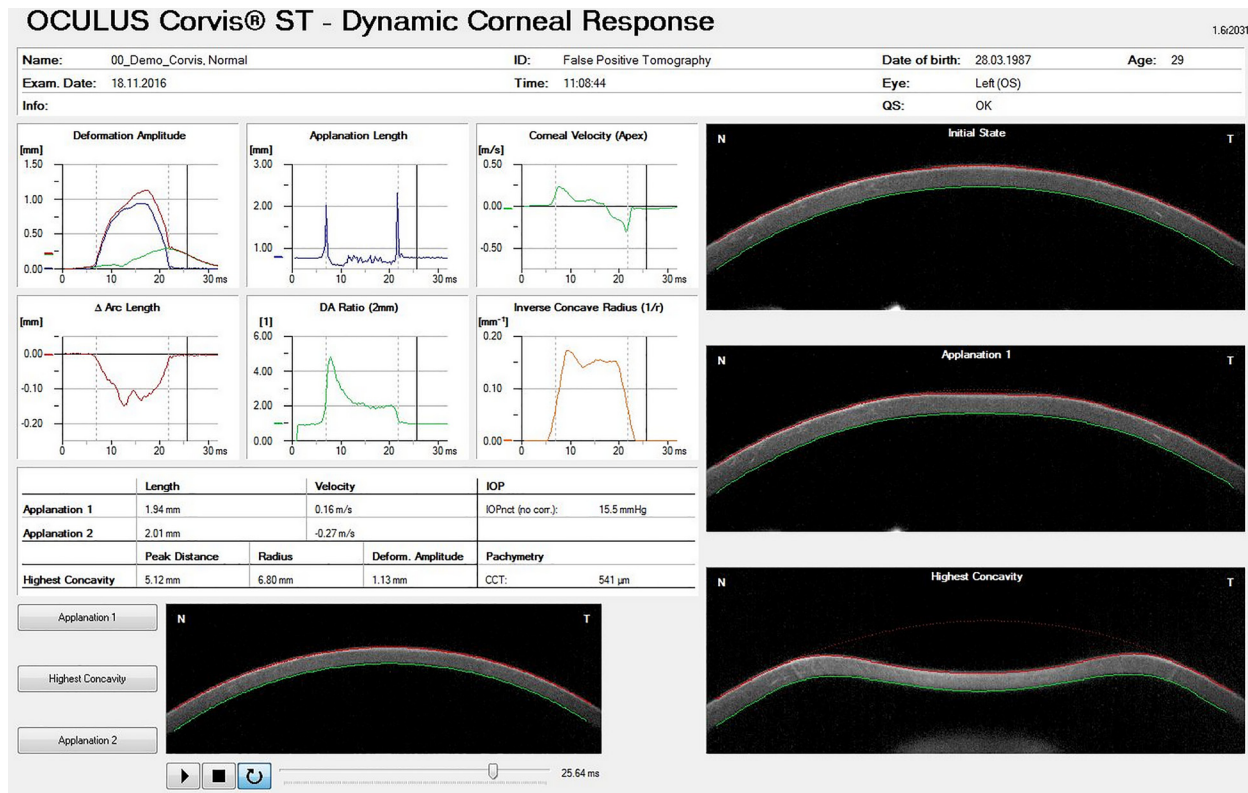 OCULUS Corvis® ST - Dynamic Corneal Response
1.6r2031
Name: 00_Demo_Corvis, Normal ID: False Positive Tomography Date of birth: 28.03.1987 Age: 29
Exam. Date: 18.11.2016 Time: 11:08:44 Eye: Left (OS)
Info: QS: OK
Deformation Amplitude
[mm]
1.50
1.00
0.50
0.00
0 10 20 30 ms
Applanation Length
[mm]
3.00
2.00
1.00
0 10 20 30 ms
Corneal Velocity (Apex)
[m/s]
0.50
0.00
-0.50
0 10 20 30 ms
Δ Arc Length
[mm]
0.00
-0.10
-0.20
0 10 20 30 ms
DA Ratio (2mm)
[1]
6.00
4.00
2.00
0.00
0 10 20 30 ms
Inverse Concave Radius (1/r)
[mm⁻¹]
0.20
0.10
0.00
0 10 20 30 ms
Length Velocity IOP
Applanation 1 1.94 mm 0.16 m/s IOPnct (no corr.): 15.5 mmHg
Applanation 2 2.01 mm -0.27 m/s
Peak Distance Radius Deform. Amplitude Pachymetry
Highest Concavity 5.12 mm 6.80 mm 1.13 mm CCT: 541 µm
Applanation 1
Highest Concavity
Applanation 2
N T
25.64 ms
N Initial State T
N Applanation 1 T
N Highest Concavity T